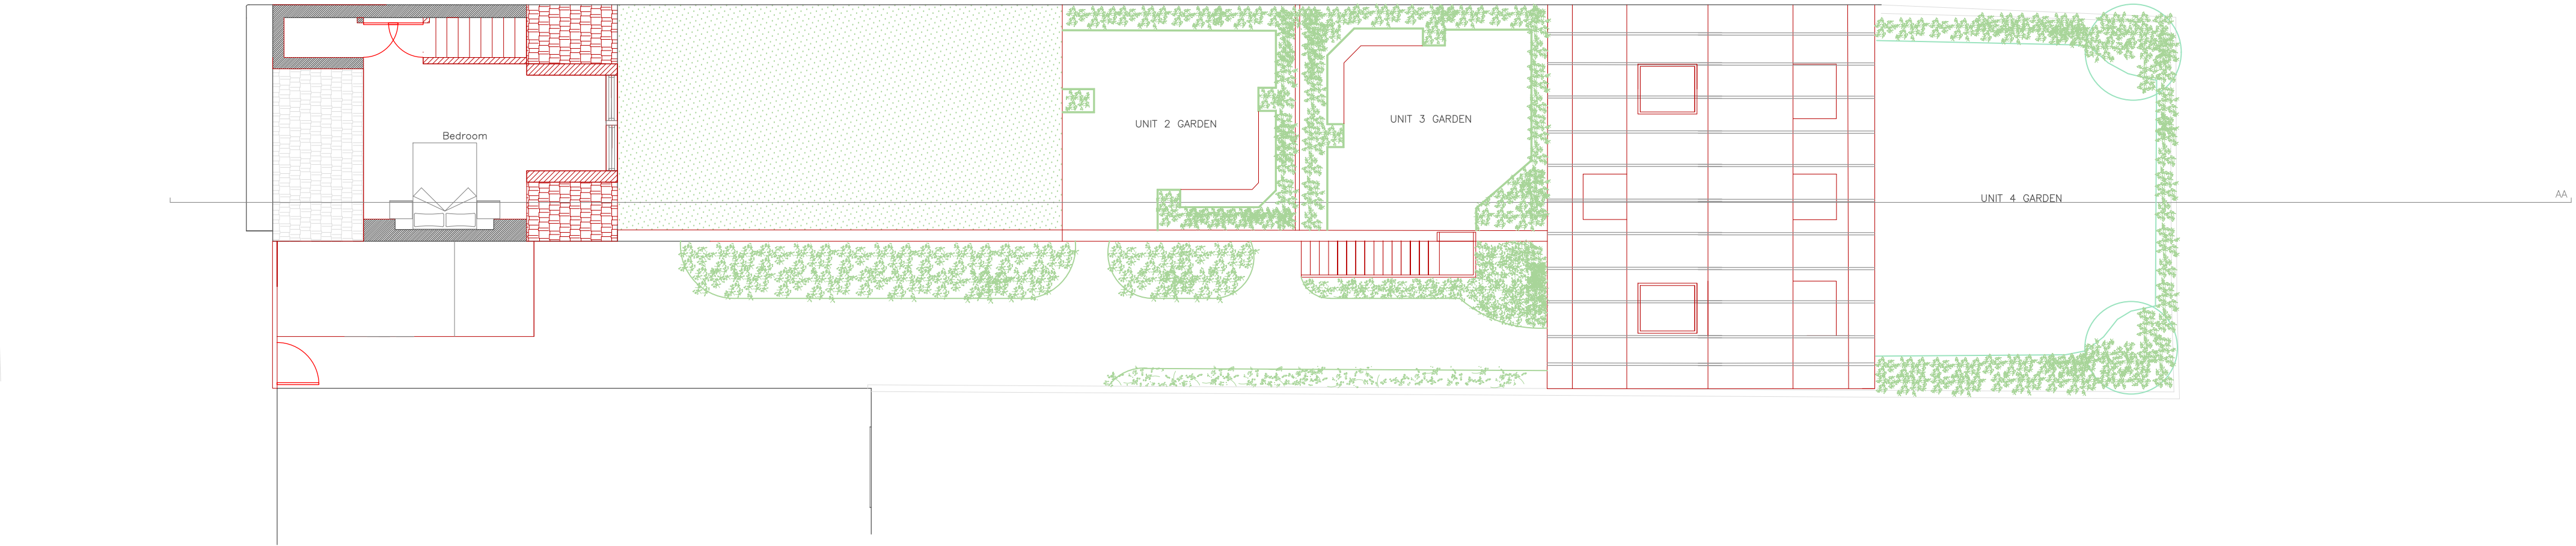 Bedroom
UNIT 2 GARDEN
UNIT 3 GARDEN
UNIT 4 GARDEN
AA